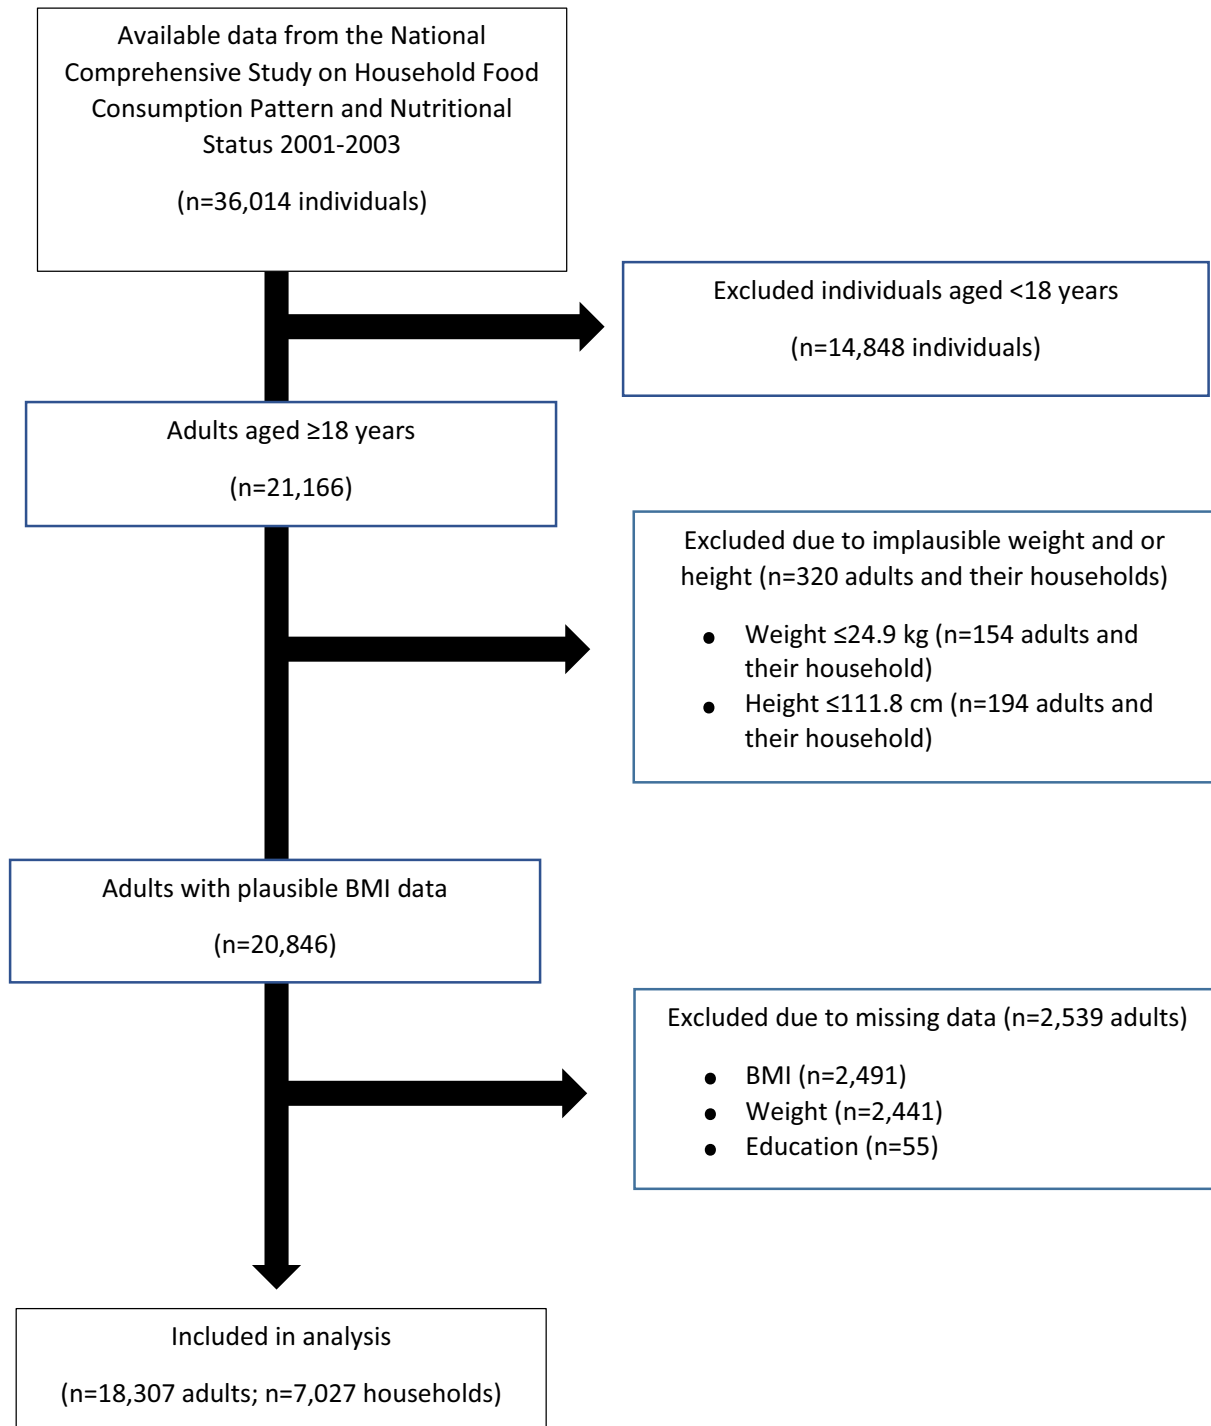 Available data from the National
Comprehensive Study on Household Food
Consumption Pattern and Nutritional
Status 2001-2003
(n=36,014 individuals)
Excluded individuals aged <18 years
(n=14,848 individuals)
Adults aged ≥18 years
(n=21,166)
Excluded due to implausible weight and or
height (n=320 adults and their households)
● Weight ≤24.9 kg (n=154 adults and
their household)
● Height ≤111.8 cm (n=194 adults and
their household)
Adults with plausible BMI data
(n=20,846)
Excluded due to missing data (n=2,539 adults)
● BMI (n=2,491)
● Weight (n=2,441)
● Education (n=55)
Included in analysis
(n=18,307 adults; n=7,027 households)